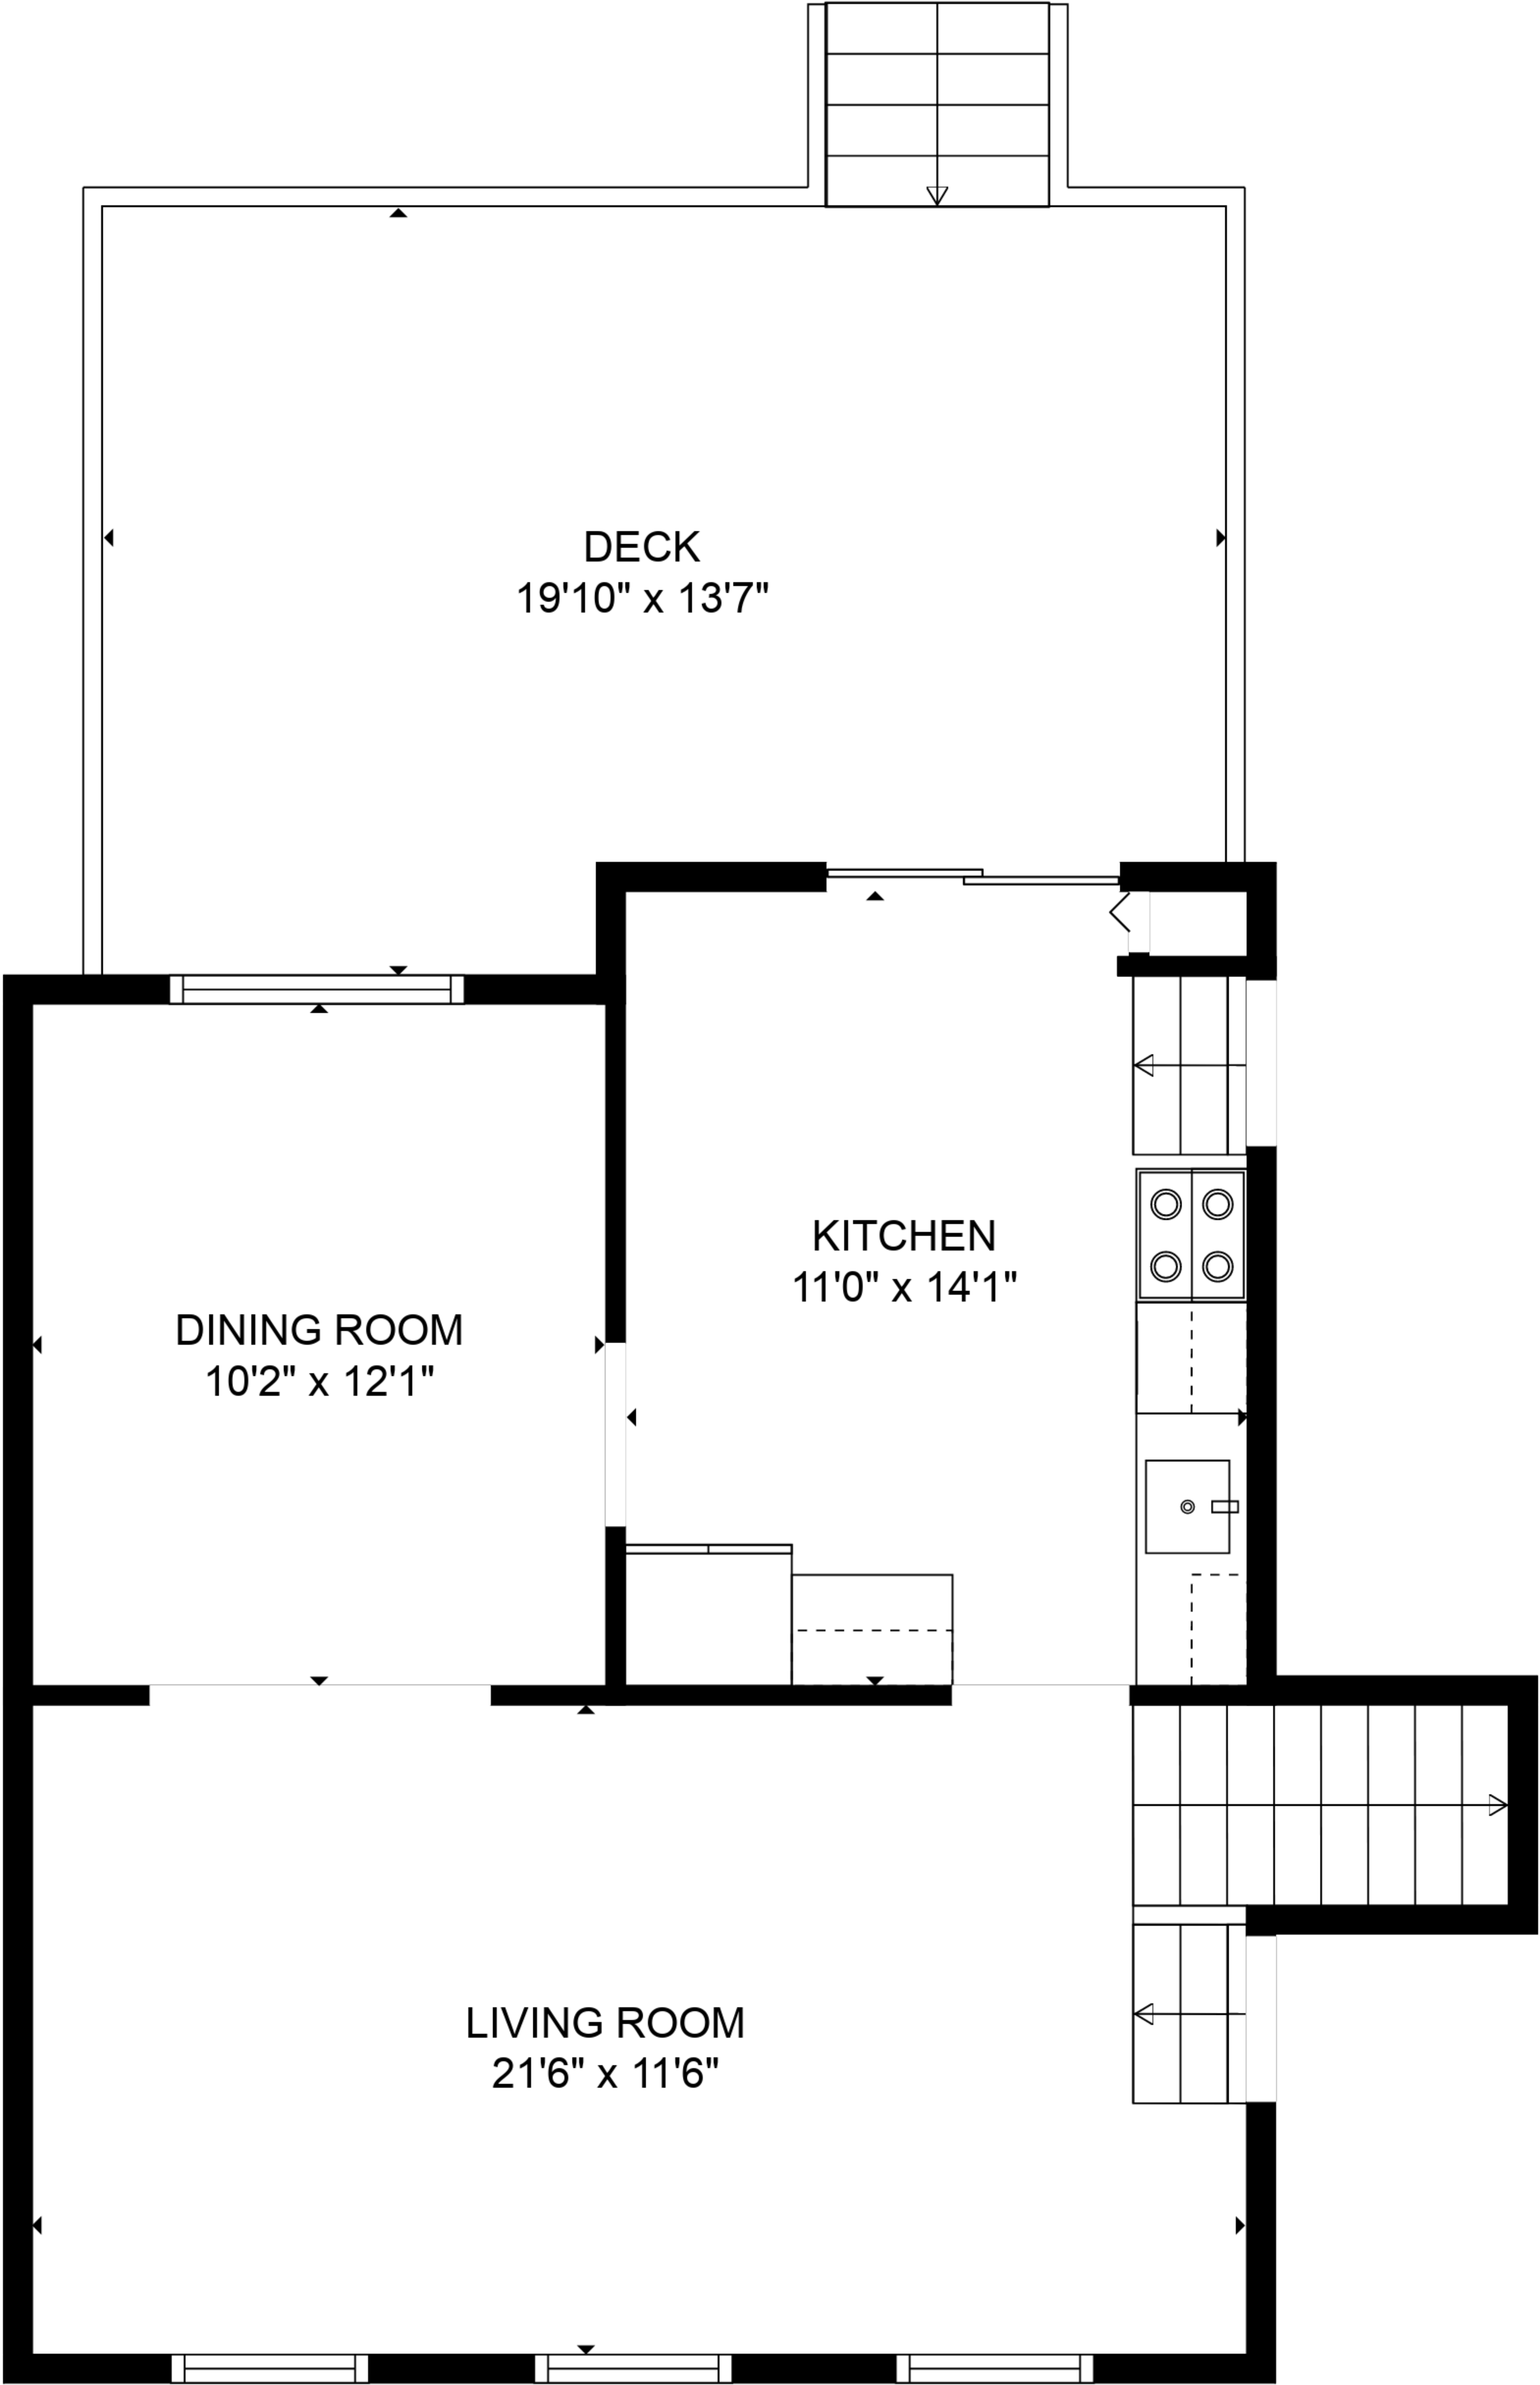 DECK
19'10" x 13'7"
KITCHEN
11'0" x 14'1"
DINING ROOM
10'2" x 12'1"
LIVING ROOM
21'6" x 11'6"